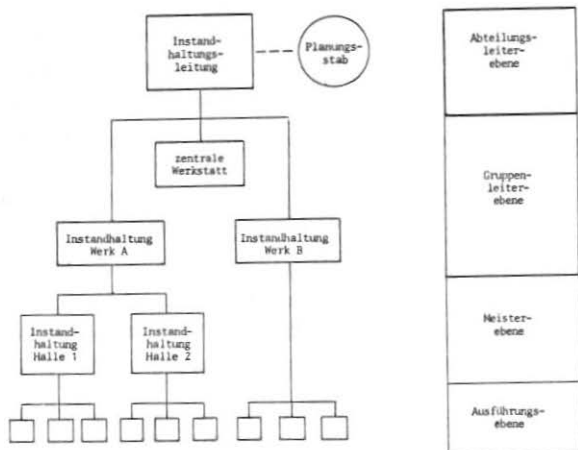 Instand-
haltungs-
leitung
Planungs-
stab
zentrale
Werkstatt
Instandhaltung
Werk A
Instandhaltung
Werk B
Instand-
haltung
Halle 1
Instand-
haltung
Halle 2
Abteilungs-
leiter-
ebene
Gruppen-
leiter-
ebene
Meister-
ebene
Ausführungs-
ebene